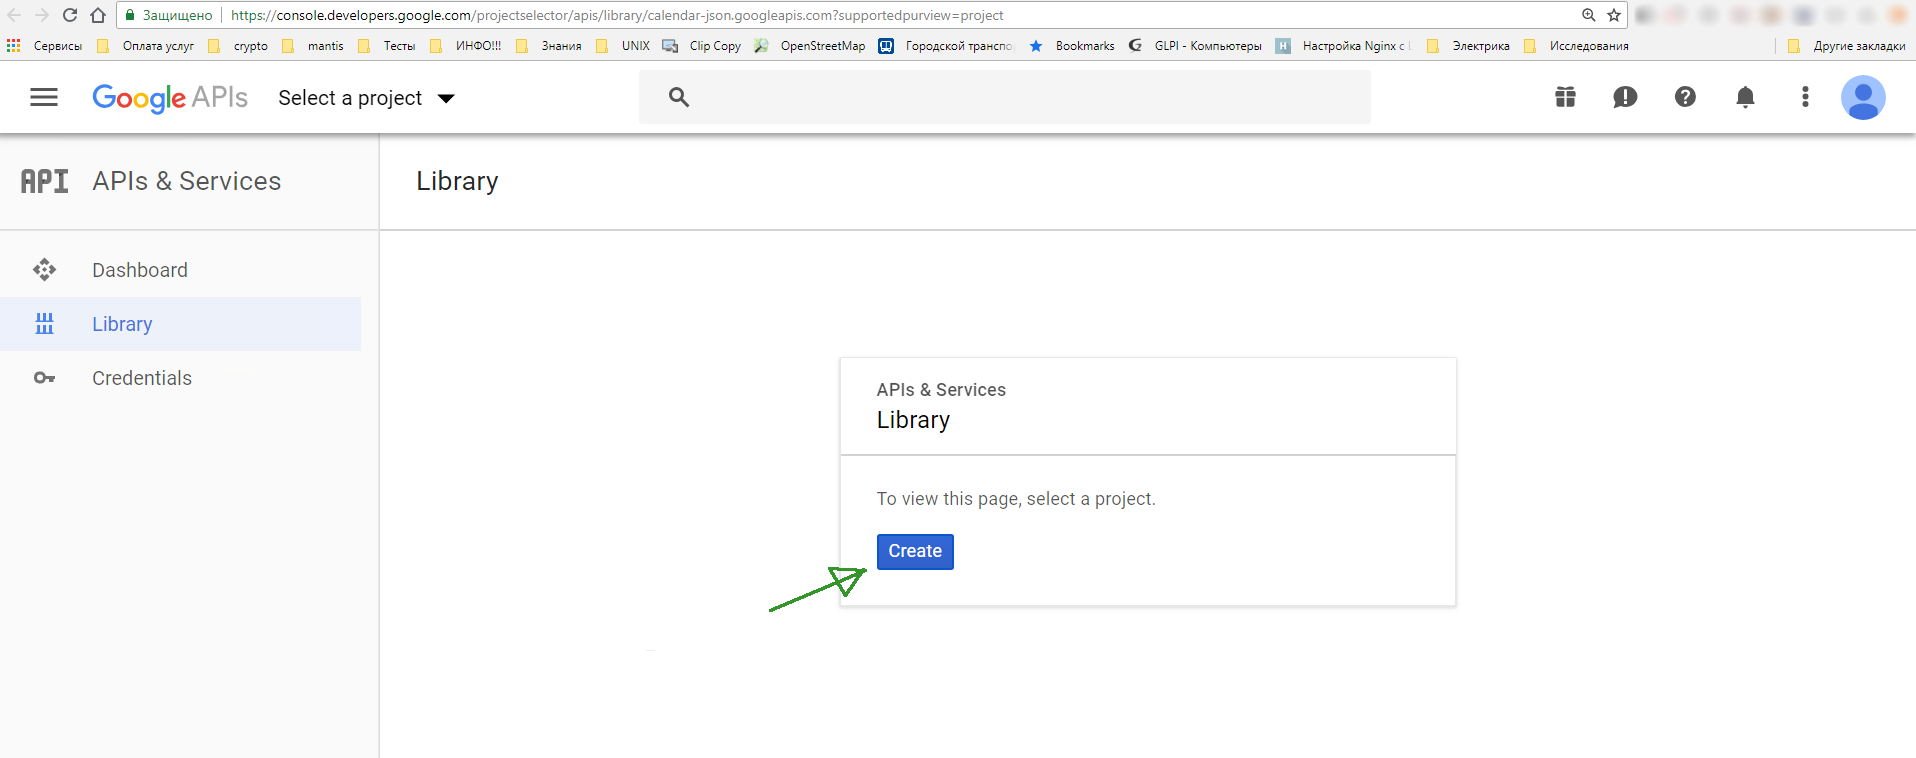 Защищено https://console.developers.google.com/projectselector/apis/library/calendar-json.googleapis.com?supportedpurview=project
Сервисы Оплата услуг crypto mantis Тесты ИНФО!!! Знания UNIX Clip Copy OpenStreetMap Городской транспо Bookmarks GLPI - Компьютеры Настройка Nginx с Электрика Исследования Другие закладки
Google APIs Select a project
API APIs & Services
Library
Dashboard
Library
Credentials
APIs & Services
Library
To view this page, select a project.
Create